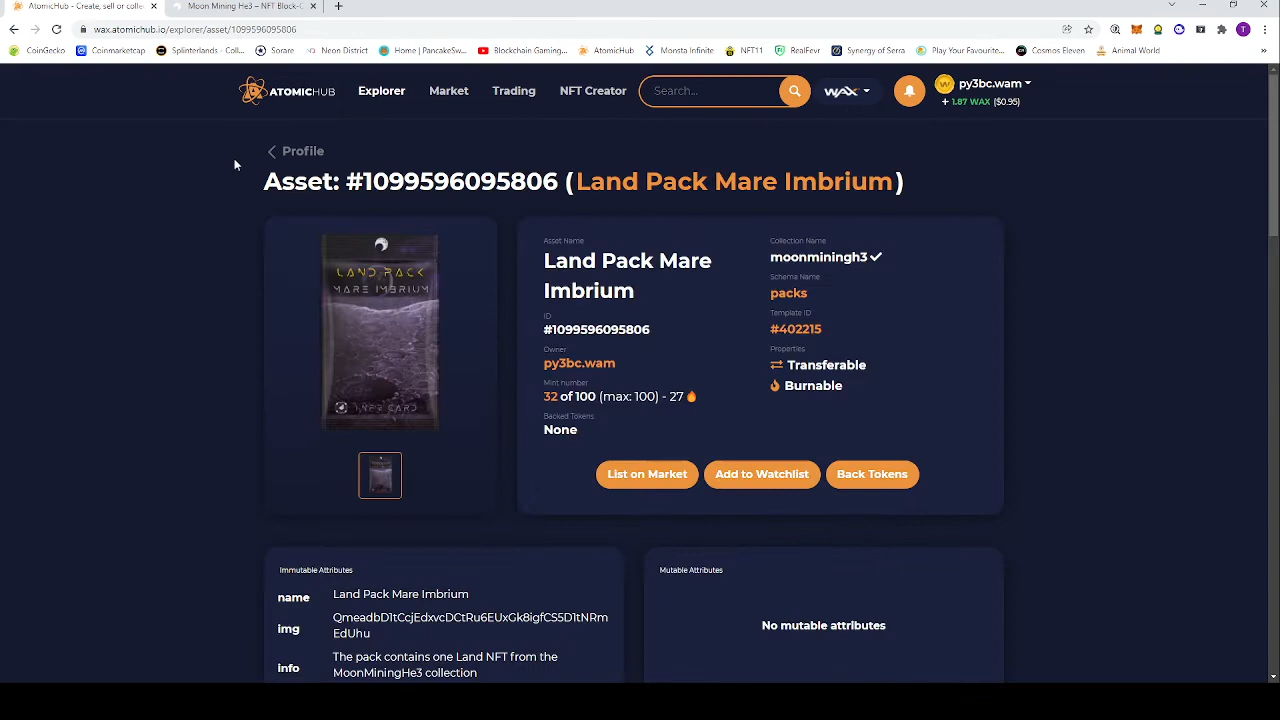 AtomicHub - Create, sell or colle
Moon Mining He3 – NFT Block-C
wax.atomichub.io/explorer/asset/1099596095806
T
CoinGecko
Coinmarketcap
Splinterlands - Coll...
Sorare
Neon District
Home | PancakeSw...
Blockchain Gaming...
AtomicHub
Monsta Infinite
NFT11
RealFevr
Synergy of Serra
Play Your Favourite...
Cosmos Eleven
Animal World
»
ATOMICHUB
Explorer
Market
Trading
NFT Creator
Search...
WAX
py3bc.wam
+ 1.87 WAX ($0.95)
Profile
Asset: #1099596095806 (Land Pack Mare Imbrium)
LAND PACK
MARE IMBRIUM
INER CARD
Asset Name
Land Pack Mare
Imbrium
ID
#1099596095806
Owner
py3bc.wam
Mint number
32 of 100 (max: 100) - 27
Backed Tokens
None
Collection Name
moonminingh3
Schema Name
packs
Template ID
#402215
Properties
Transferable
Burnable
List on Market
Add to Watchlist
Back Tokens
Immutable Attributes
name
Land Pack Mare Imbrium
img
QmeadbD1tCcjEdxvcDCtRu6EUxGk8igfCS5D1tNRm
EdUhu
info
The pack contains one Land NFT from the
MoonMiningHe3 collection
Mutable Attributes
No mutable attributes